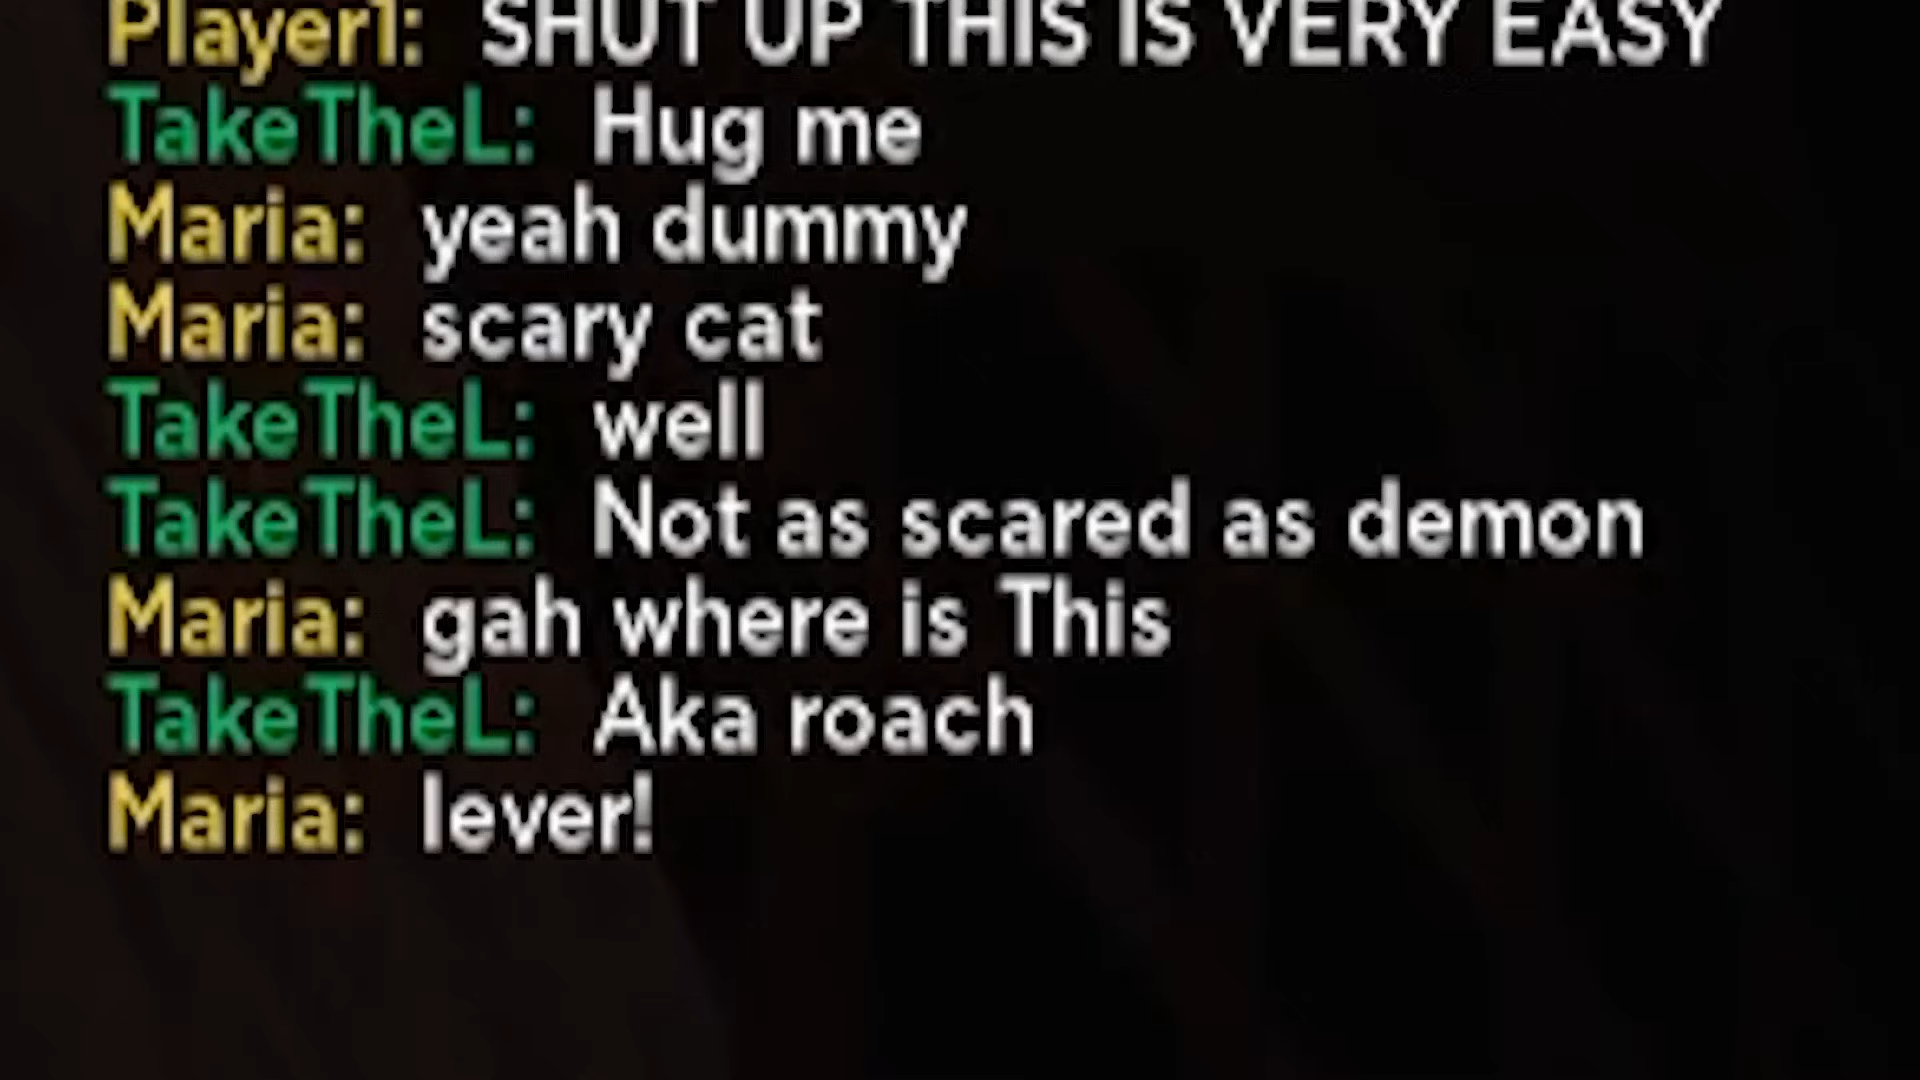 Player1: SHUT UP THIS IS VERY EASY
TakeTheL: Hug me
Maria: yeah dummy
Maria: scary cat
TakeTheL: well
TakeTheL: Not as scared as demon
Maria: gah where is This
TakeTheL: Aka roach
Maria: lever!